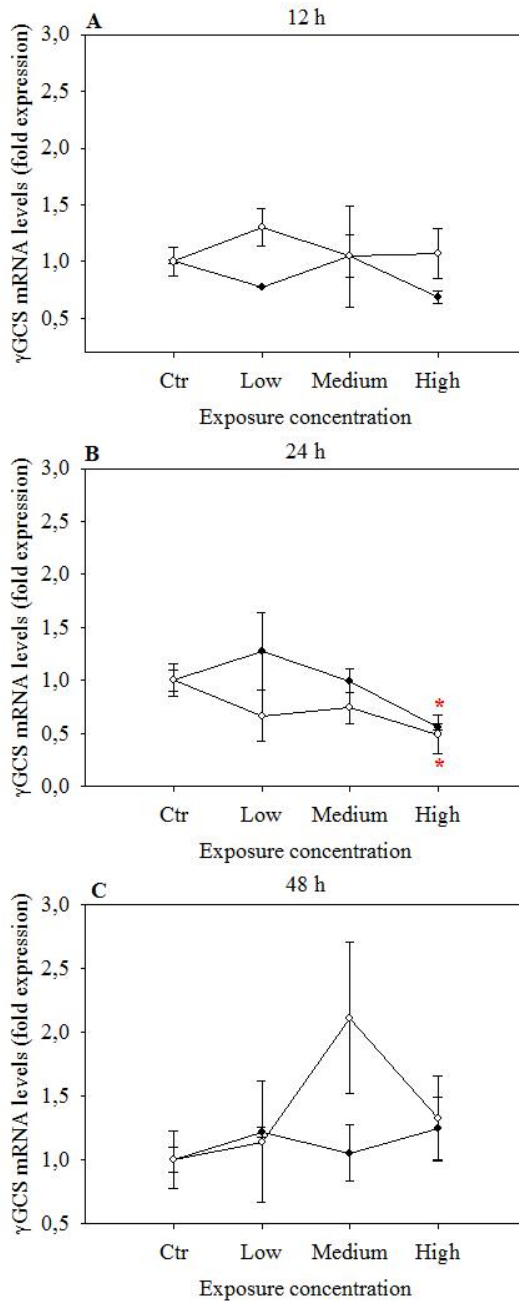 A 12 h
γGCS mRNA levels (fold expression)
3,0
2,5
2,0
1,5
1,0
0,5
Ctr Low Medium High
Exposure concentration
B 24 h
γGCS mRNA levels (fold expression)
3,0
2,5
2,0
1,5
1,0
0,5
0,0
*
*
Ctr Low Medium High
Exposure concentration
C 48 h
γGCS mRNA levels (fold expression)
3,0
2,5
2,0
1,5
1,0
0,5
Ctr Low Medium High
Exposure concentration